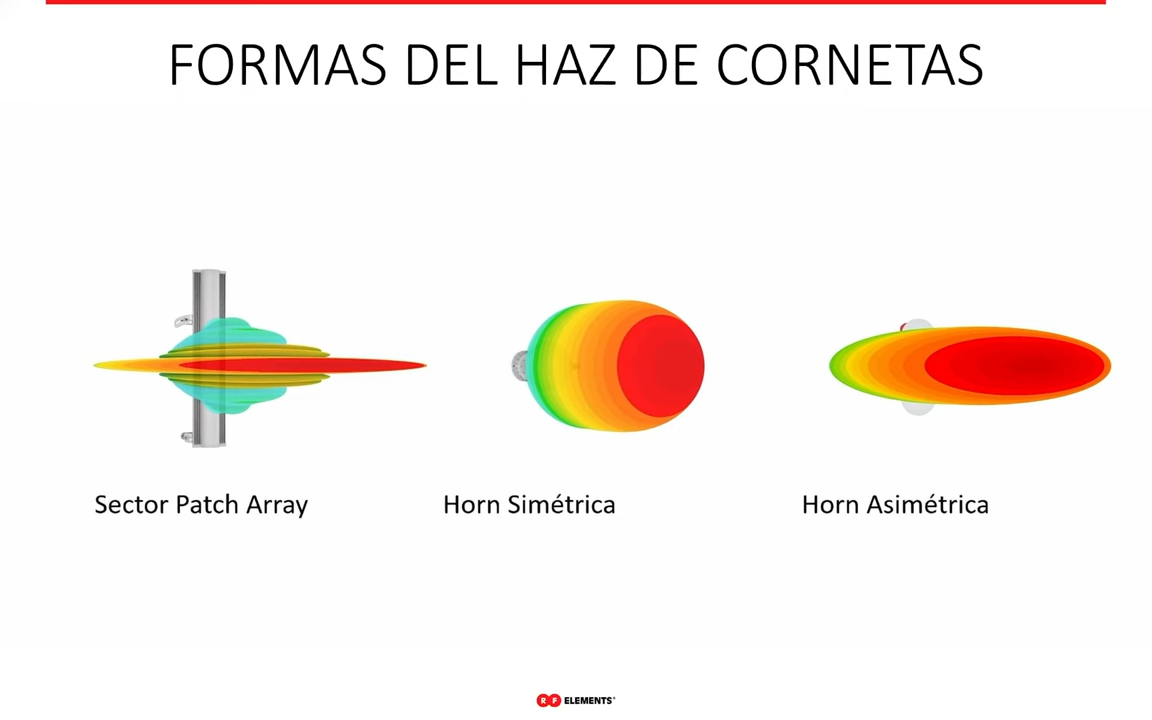 FORMAS DEL HAZ DE CORNETAS
Sector Patch Array
Horn Simétrica
Horn Asimétrica
RF ELEMENTS®